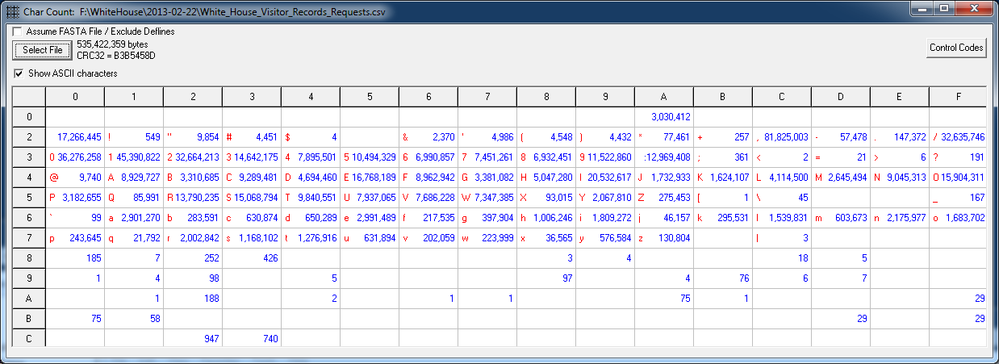 Char Count: F:\WhiteHouse\2013-02-22\White_House_Visitor_Records_Requests.csv
Assume FASTA File / Exclude Deflines
Select File 535,422,359 bytes
CRC32 = B3B5458D
Control Codes
Show ASCII characters
0 1 2 3 4 5 6 7 8 9 A B C D E F
0 3,030,412
2 17,266,445 ! 549 " 9,854 # 4,451 $ 4 & 2,370 ' 4,986 ( 4,548 ) 4,432 * 77,461 + 257 , 81,825,003 - 57,478 . 147,372 / 32,635,746
3 0 36,276,258 1 45,390,822 2 32,664,213 3 14,642,175 4 7,895,501 5 10,494,329 6 6,990,857 7 7,451,261 8 6,932,451 9 11,522,860 : 12,969,408 ; 361 < 2 = 21 > 6 ? 191
4 @ 9,740 A 8,929,727 B 3,310,685 C 9,289,481 D 4,694,460 E 16,768,189 F 8,962,942 G 3,381,082 H 5,047,280 I 20,532,617 J 1,732,933 K 1,624,107 L 4,114,500 M 2,645,494 N 9,045,313 O 15,904,311
5 P 3,182,655 Q 85,991 R 13,790,235 S 15,068,794 T 9,840,551 U 7,937,065 V 7,686,228 W 7,347,385 X 93,015 Y 2,067,810 Z 275,453 [ 1 \ 45 _ 167
6 ` 99 a 2,901,270 b 283,591 c 630,874 d 650,289 e 2,991,489 f 217,535 g 397,904 h 1,006,246 i 1,809,272 j 46,157 k 295,531 l 1,539,831 m 603,673 n 2,175,977 o 1,683,702
7 p 243,645 q 21,792 r 2,002,842 s 1,168,102 t 1,276,916 u 631,894 v 202,059 w 223,999 x 36,565 y 576,584 z 130,804 | 3
8 185 7 252 426 3 4 18 5
9 1 4 98 5 97 4 76 6 7
A 1 188 2 1 1 75 1 29
B 75 58 29 29
C 947 740